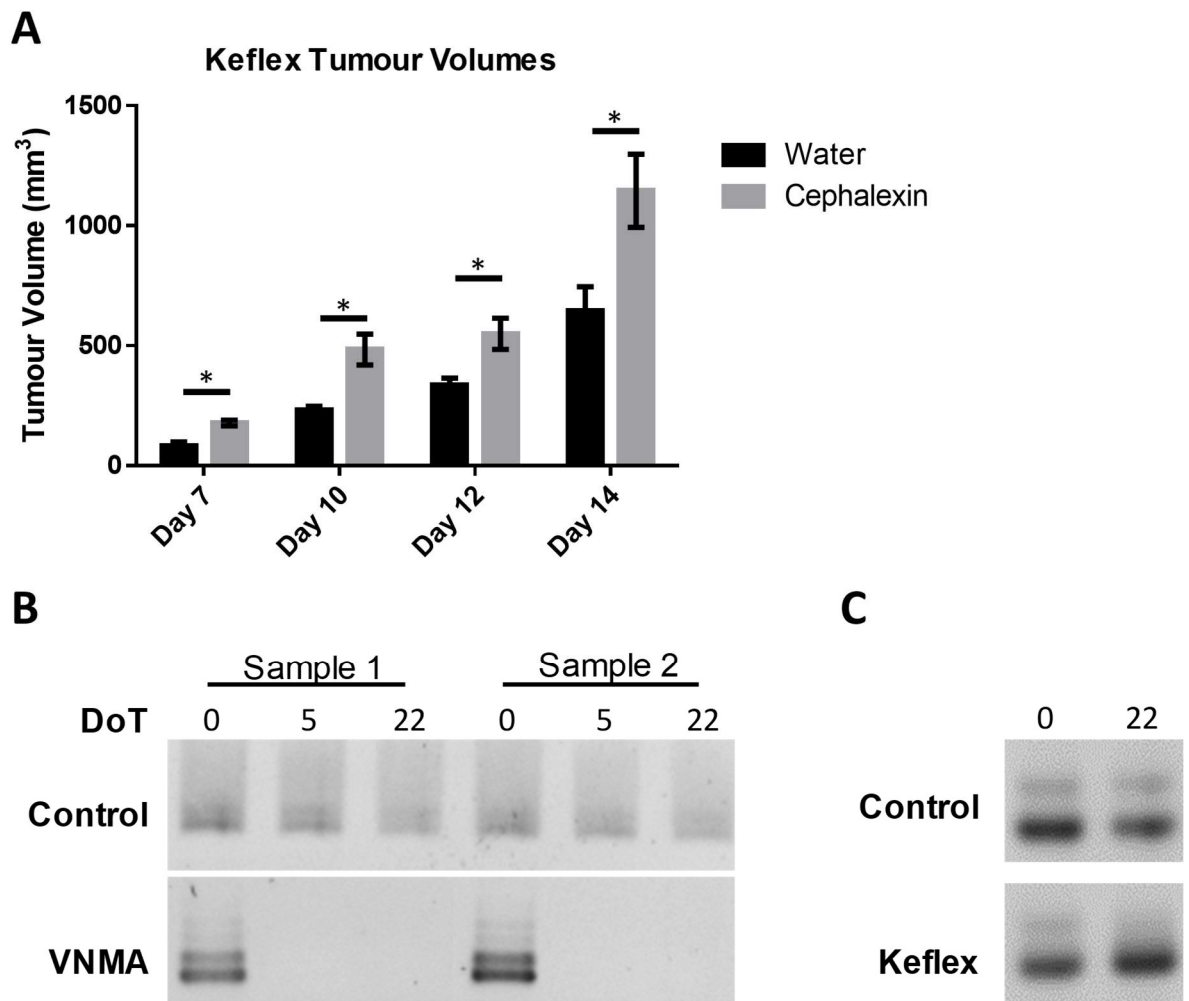 A
Keflex Tumour Volumes
Tumour Volume (mm³)
1500
1000
500
0
* * * *
Day 7 Day 10 Day 12 Day 14
Water
Cephalexin
B
Sample 1 Sample 2
DoT 0 5 22 0 5 22
Control
VNMA
C
0 22
Control
Keflex